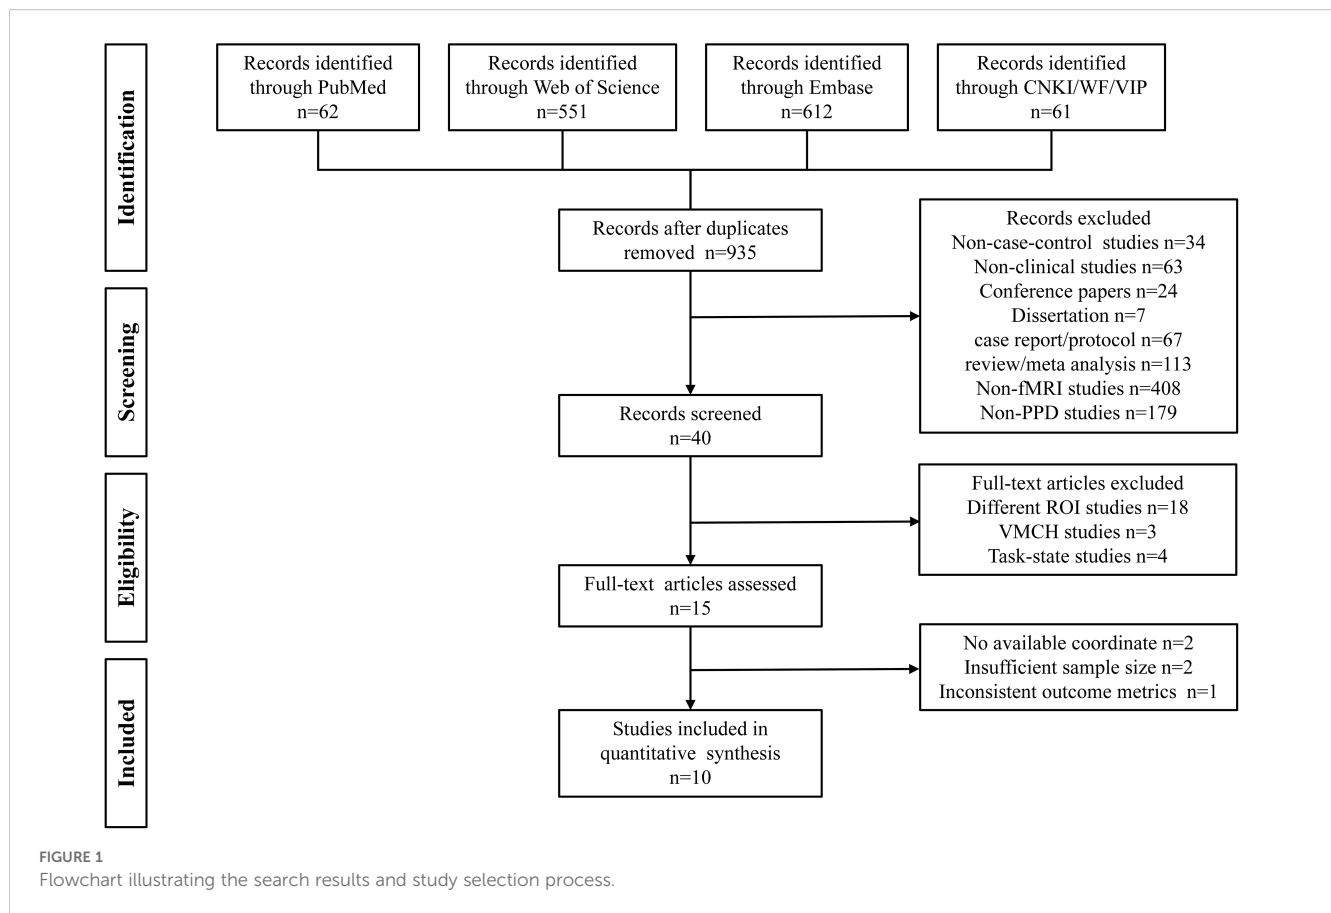 Identification
Records identified
through PubMed
n=62
Records identified
through Web of Science
n=551
Records identified
through Embase
n=612
Records identified
through CNKI/WF/VIP
n=61
Records after duplicates
removed n=935
Records excluded
Non-case-control studies n=34
Non-clinical studies n=63
Conference papers n=24
Dissertation n=7
case report/protocol n=67
review/meta analysis n=113
Non-fMRI studies n=408
Non-PPD studies n=179
Screening
Records screened
n=40
Eligibility
Full-text articles excluded
Different ROI studies n=18
VMCH studies n=3
Task-state studies n=4
Full-text articles assessed
n=15
No available coordinate n=2
Insufficient sample size n=2
Inconsistent outcome metrics n=1
Included
Studies included in
quantitative synthesis
n=10
FIGURE 1
Flowchart illustrating the search results and study selection process.